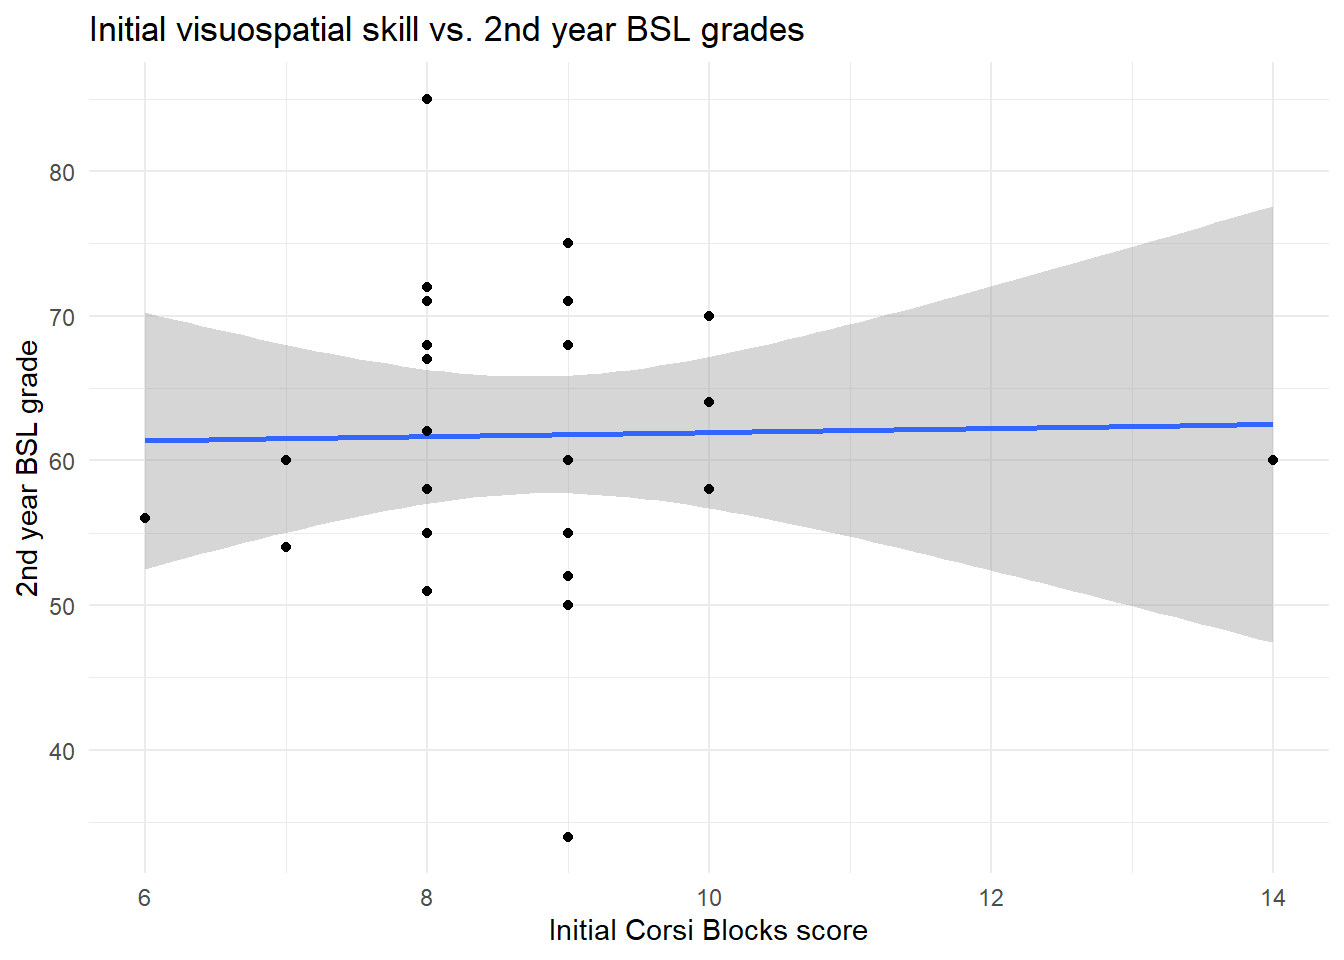 Initial visuospatial skill vs. 2nd year BSL grades
2nd year BSL grade
80
70
60
50
40
6 8 10 12 14
Initial Corsi Blocks score